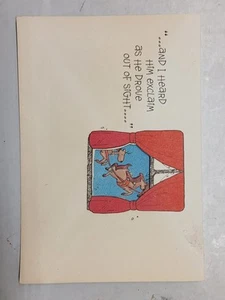 "...AND I HEARD
HIM EXCLAIM
AS HE DROVE
OUT OF SIGHT....."